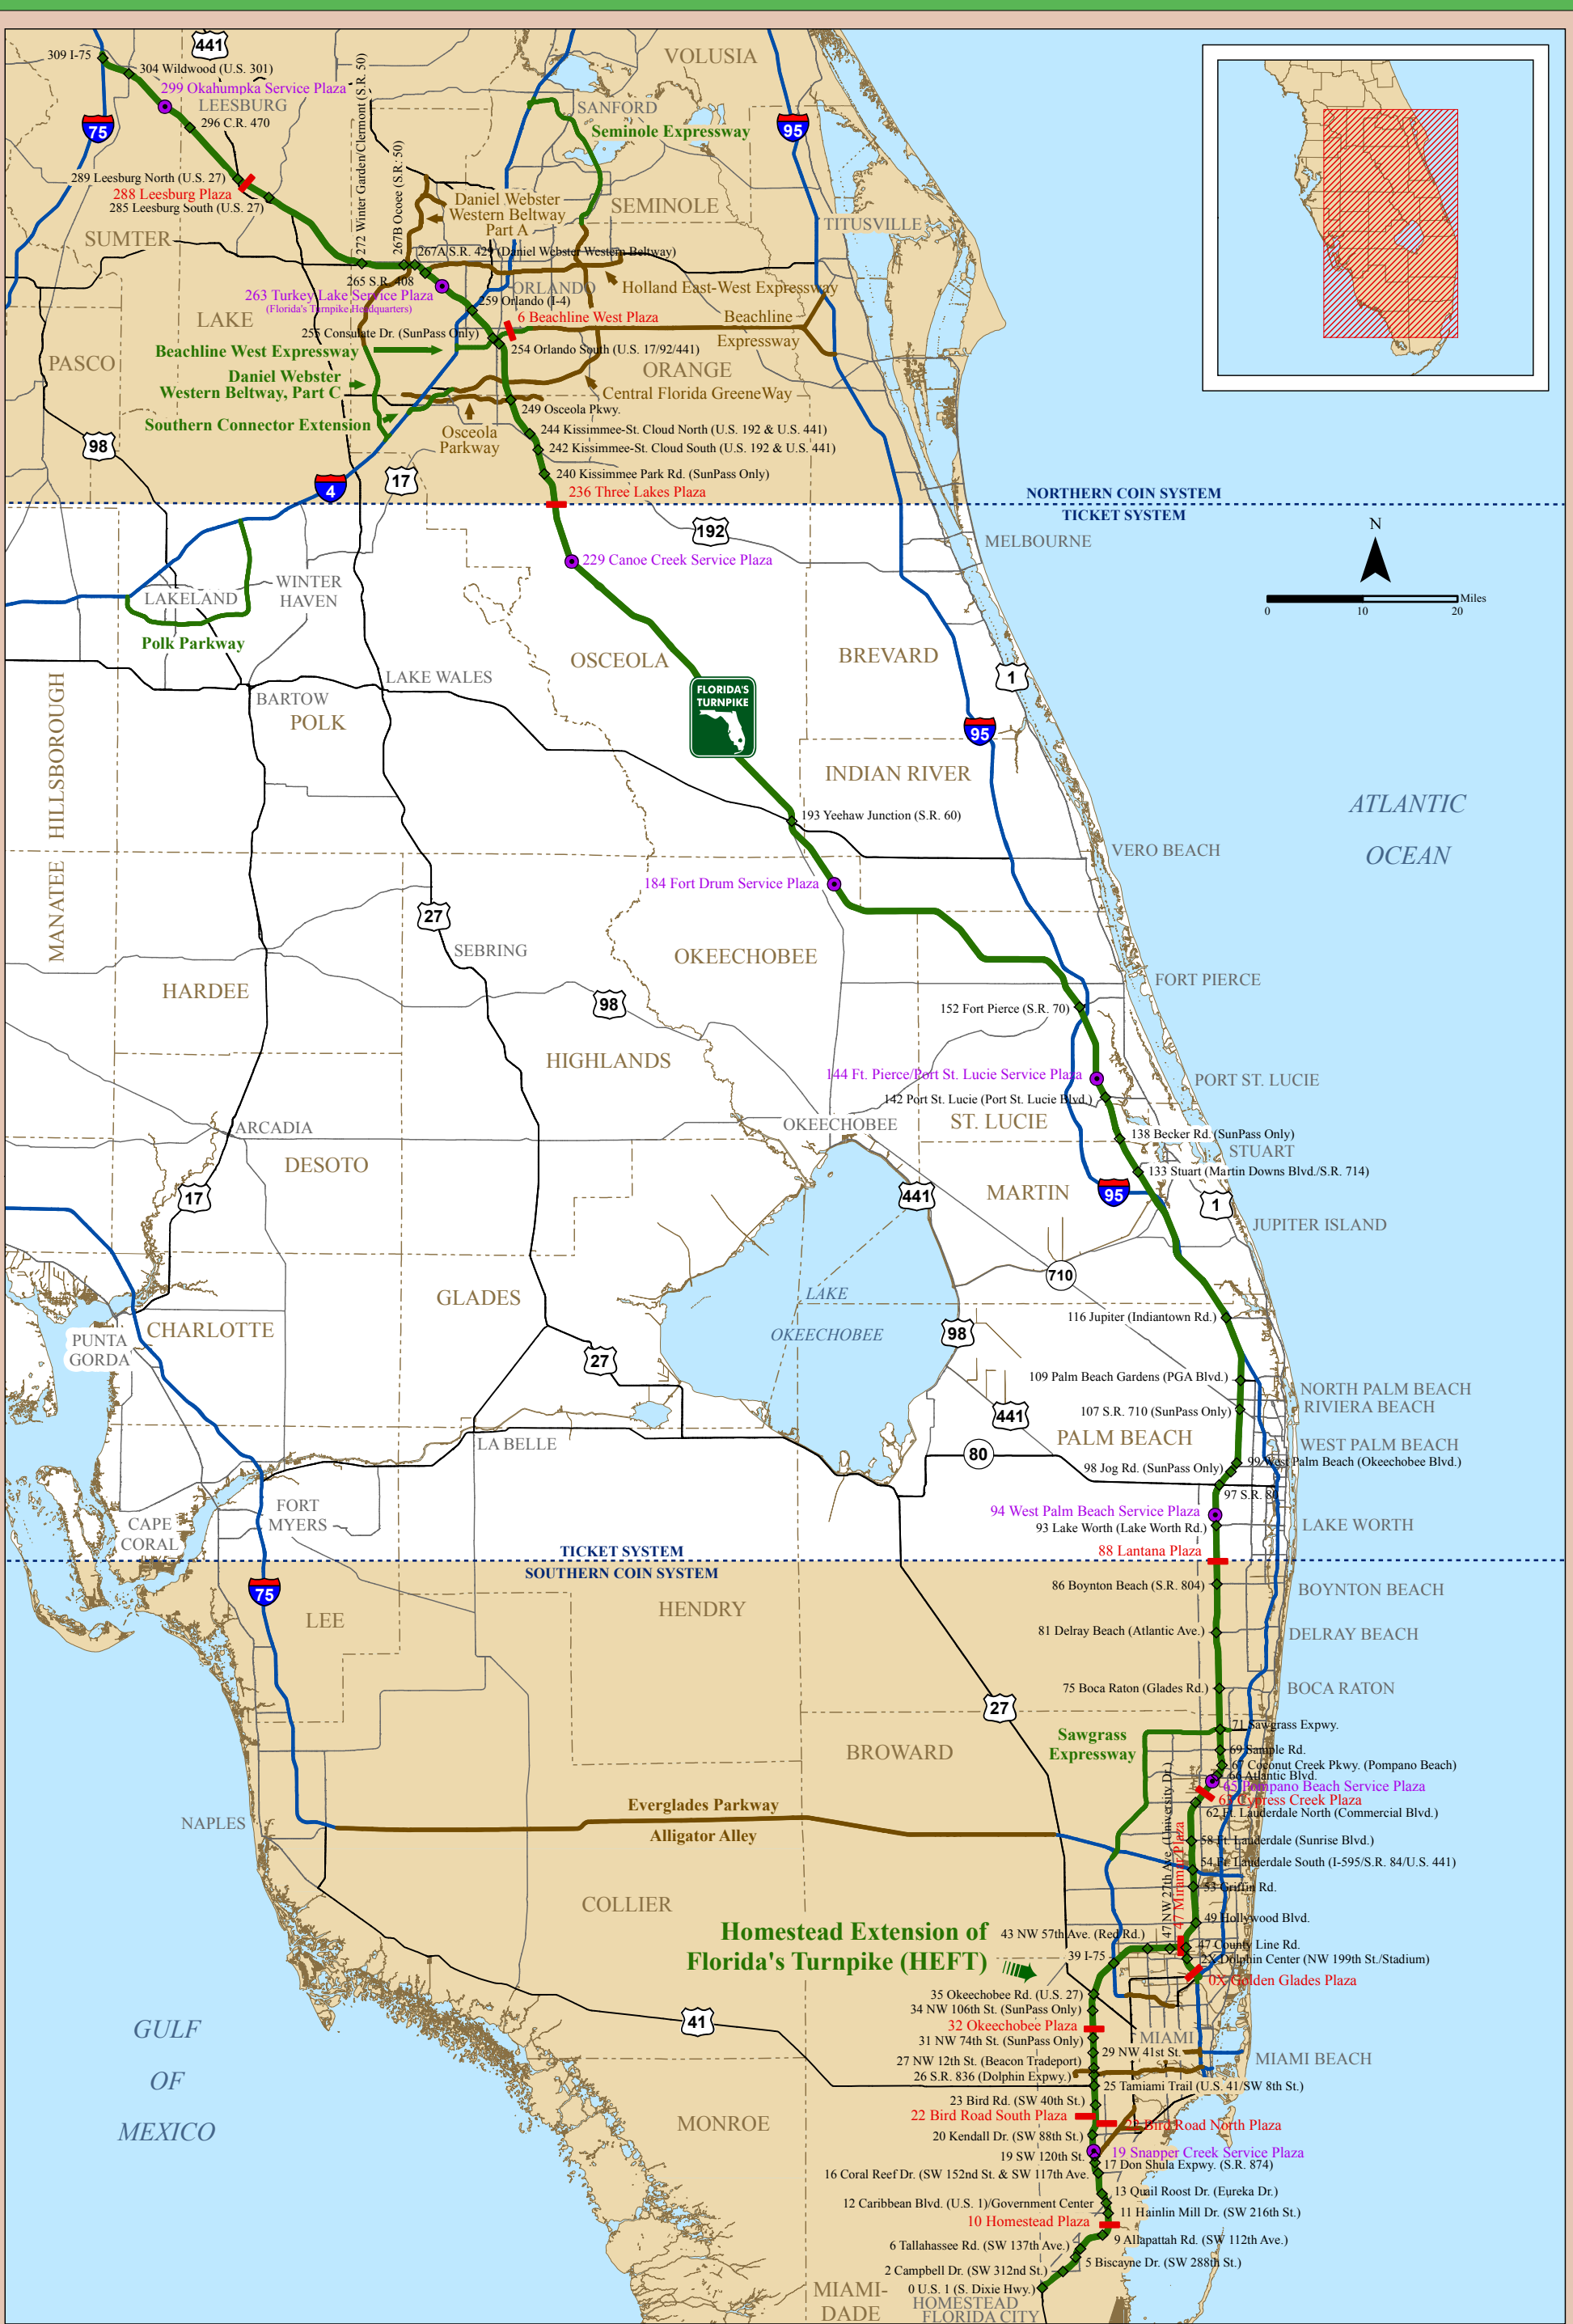 441
VOLUSIA
309 I-75
304 Wildwood (U.S. 301)
299 Okahumpka Service Plaza
LEESBURG
296 C.R. 470
75
95
SANFORD
Seminole Expressway
272 Winter Garden/Clermont (S.R. 50)
267B Ocoee (S.R. 50)
289 Leesburg North (U.S. 27)
288 Leesburg Plaza
285 Leesburg South (U.S. 27)
Daniel Webster
Western Beltway
Part A
SEMINOLE
TITUSVILLE
SUMTER
267A S.R. 429 (Daniel Webster Western Beltway)
265 S.R. 408
263 Turkey Lake Service Plaza
(Florida's Turnpike Headquarters)
ORLANDO
Holland East-West Expressway
259 Orlando (I-4)
LAKE
6 Beachline West Plaza
Beachline
Expressway
255 Consulate Dr. (SunPass Only)
254 Orlando South (U.S. 17/92/441)
Beachline West Expressway
PASCO
ORANGE
Daniel Webster
Western Beltway, Part C
Central Florida GreeneWay
249 Osceola Pkwy.
Southern Connector Extension
Osceola
Parkway
244 Kissimmee-St. Cloud North (U.S. 192 & U.S. 441)
242 Kissimmee-St. Cloud South (U.S. 192 & U.S. 441)
98
240 Kissimmee Park Rd. (SunPass Only)
17
4
236 Three Lakes Plaza
NORTHERN COIN SYSTEM
TICKET SYSTEM
192
MELBOURNE
N
229 Canoe Creek Service Plaza
WINTER
HAVEN
LAKELAND
Miles
0 10 20
Polk Parkway
OSCEOLA
BREVARD
LAKE WALES
1
BARTOW
POLK
FLORIDA'S
TURNPIKE
95
HILLSBOROUGH
INDIAN RIVER
ATLANTIC
OCEAN
193 Yeehaw Junction (S.R. 60)
VERO BEACH
184 Fort Drum Service Plaza
MANATEE
27
SEBRING
OKEECHOBEE
HARDEE
98
FORT PIERCE
152 Fort Pierce (S.R. 70)
HIGHLANDS
144 Ft. Pierce/Port St. Lucie Service Plaza
PORT ST. LUCIE
142 Port St. Lucie (Port St. Lucie Blvd.)
ARCADIA
OKEECHOBEE
ST. LUCIE
138 Becker Rd. (SunPass Only)
STUART
DESOTO
133 Stuart (Martin Downs Blvd./S.R. 714)
17
441
MARTIN
95
1
JUPITER ISLAND
710
GLADES
LAKE
OKEECHOBEE
116 Jupiter (Indiantown Rd.)
CHARLOTTE
PUNTA
GORDA
98
27
109 Palm Beach Gardens (PGA Blvd.)
NORTH PALM BEACH
RIVIERA BEACH
107 S.R. 710 (SunPass Only)
441
PALM BEACH
LA BELLE
80
WEST PALM BEACH
99 West Palm Beach (Okeechobee Blvd.)
98 Jog Rd. (SunPass Only)
97 S.R. 80
FORT
MYERS
94 West Palm Beach Service Plaza
93 Lake Worth (Lake Worth Rd.)
LAKE WORTH
CAPE
CORAL
88 Lantana Plaza
TICKET SYSTEM
SOUTHERN COIN SYSTEM
75
86 Boynton Beach (S.R. 804)
BOYNTON BEACH
LEE
HENDRY
81 Delray Beach (Atlantic Ave.)
DELRAY BEACH
75 Boca Raton (Glades Rd.)
BOCA RATON
27
71 Sawgrass Expwy.
Sawgrass
Expressway
BROWARD
69 Sample Rd.
67 Coconut Creek Pkwy. (Pompano Beach)
66 Atlantic Blvd.
65 Pompano Beach Service Plaza
63 Cypress Creek Plaza
62 Ft. Lauderdale North (Commercial Blvd.)
Everglades Parkway
Alligator Alley
NAPLES
58 Ft. Lauderdale (Sunrise Blvd.)
54 Ft. Lauderdale South (I-595/S.R. 84/U.S. 441)
53 Griffin Rd.
47 NW 27th Ave. (University Dr.)
47 Miramar Plaza
COLLIER
49 Hollywood Blvd.
Homestead Extension of
Florida's Turnpike (HEFT)
43 NW 57th Ave. (Red Rd.)
47 County Line Rd.
39 I-75
2X Dolphin Center (NW 199th St./Stadium)
0X Golden Glades Plaza
35 Okeechobee Rd. (U.S. 27)
34 NW 106th St. (SunPass Only)
32 Okeechobee Plaza
41
31 NW 74th St. (SunPass Only)
MIAMI
29 NW 41st St.
MIAMI BEACH
27 NW 12th St. (Beacon Tradeport)
26 S.R. 836 (Dolphin Expwy.)
25 Tamiami Trail (U.S. 41/SW 8th St.)
23 Bird Rd. (SW 40th St.)
22 Bird Road South Plaza
22 Bird Road North Plaza
GULF
OF
MEXICO
MONROE
20 Kendall Dr. (SW 88th St.)
19 Snapper Creek Service Plaza
19 SW 120th St.
17 Don Shula Expwy. (S.R. 874)
16 Coral Reef Dr. (SW 152nd St. & SW 117th Ave.
13 Quail Roost Dr. (Eureka Dr.)
12 Caribbean Blvd. (U.S. 1)/Government Center
11 Hainlin Mill Dr. (SW 216th St.)
10 Homestead Plaza
9 Allapattah Rd. (SW 112th Ave.)
6 Tallahassee Rd. (SW 137th Ave.)
5 Biscayne Dr. (SW 288th St.)
2 Campbell Dr. (SW 312nd St.)
0 U.S. 1 (S. Dixie Hwy.)
MIAMI-
DADE
HOMESTEAD
FLORIDA CITY